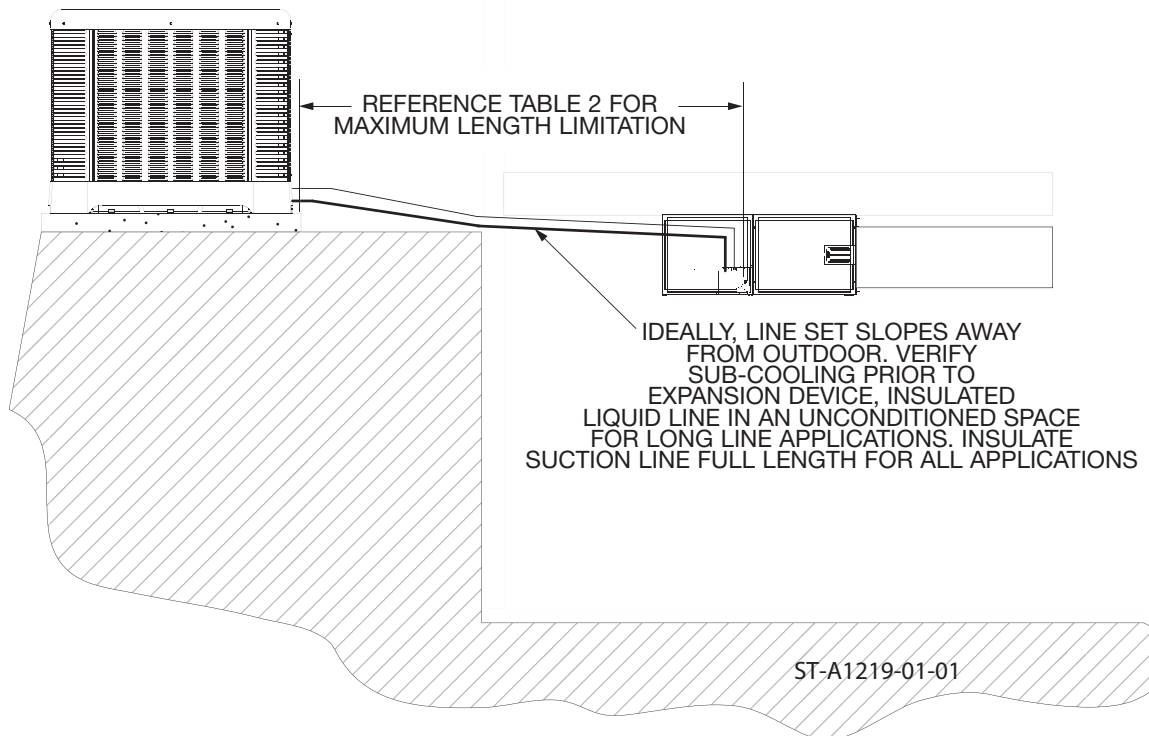 REFERENCE TABLE 2 FOR
MAXIMUM LENGTH LIMITATION
IDEALLY, LINE SET SLOPES AWAY
FROM OUTDOOR. VERIFY
SUB-COOLING PRIOR TO
EXPANSION DEVICE, INSULATED
LIQUID LINE IN AN UNCONDITIONED SPACE
FOR LONG LINE APPLICATIONS. INSULATE
SUCTION LINE FULL LENGTH FOR ALL APPLICATIONS
ST-A1219-01-01